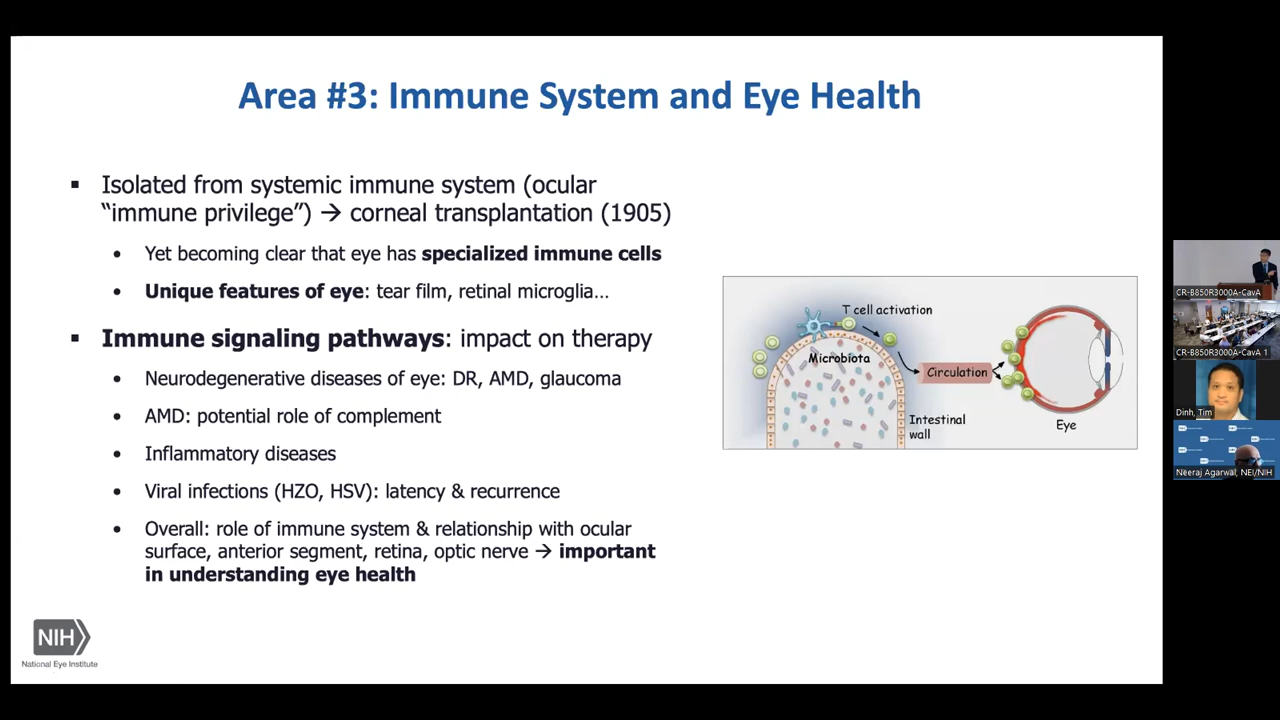 Area #3: Immune System and Eye Health
▪ Isolated from systemic immune system (ocular
“immune privilege”) → corneal transplantation (1905)
• Yet becoming clear that eye has specialized immune cells
• Unique features of eye: tear film, retinal microglia…
▪ Immune signaling pathways: impact on therapy
• Neurodegenerative diseases of eye: DR, AMD, glaucoma
• AMD: potential role of complement
• Inflammatory diseases
• Viral infections (HZO, HSV): latency & recurrence
• Overall: role of immune system & relationship with ocular
surface, anterior segment, retina, optic nerve → important
in understanding eye health
T cell activation
Microbiota
Circulation
Intestinal
wall
Eye
NIH
National Eye Institute
CR-B850R3000A-CavA
CR-B850R3000A-CavA 1
Dinh, Tim
Neeraj Agarwal, NEI/NIH